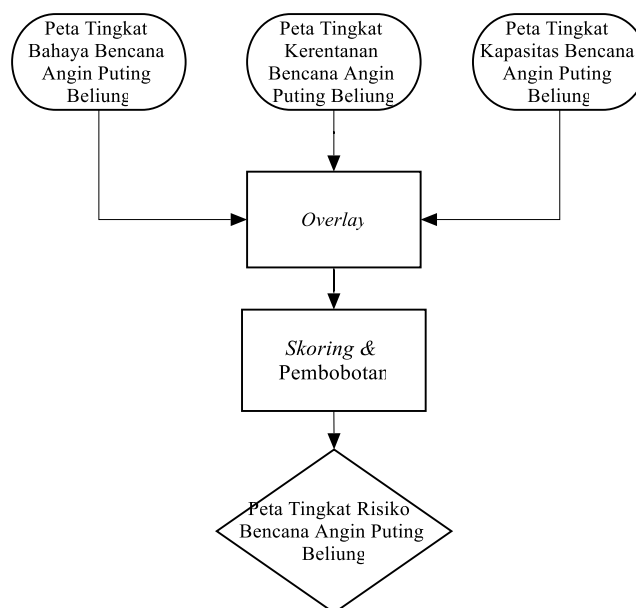 Peta Tingkat
Bahaya Bencana
Angin Puting
Beliung
Peta Tingkat
Kerentanan
Bencana Angin
Puting Beliung
Peta Tingkat
Kapasitas Bencana
Angin Puting
Beliung
Overlay
Skoring &
Pembobotan
Peta Tingkat Risiko
Bencana Angin Puting
Beliung